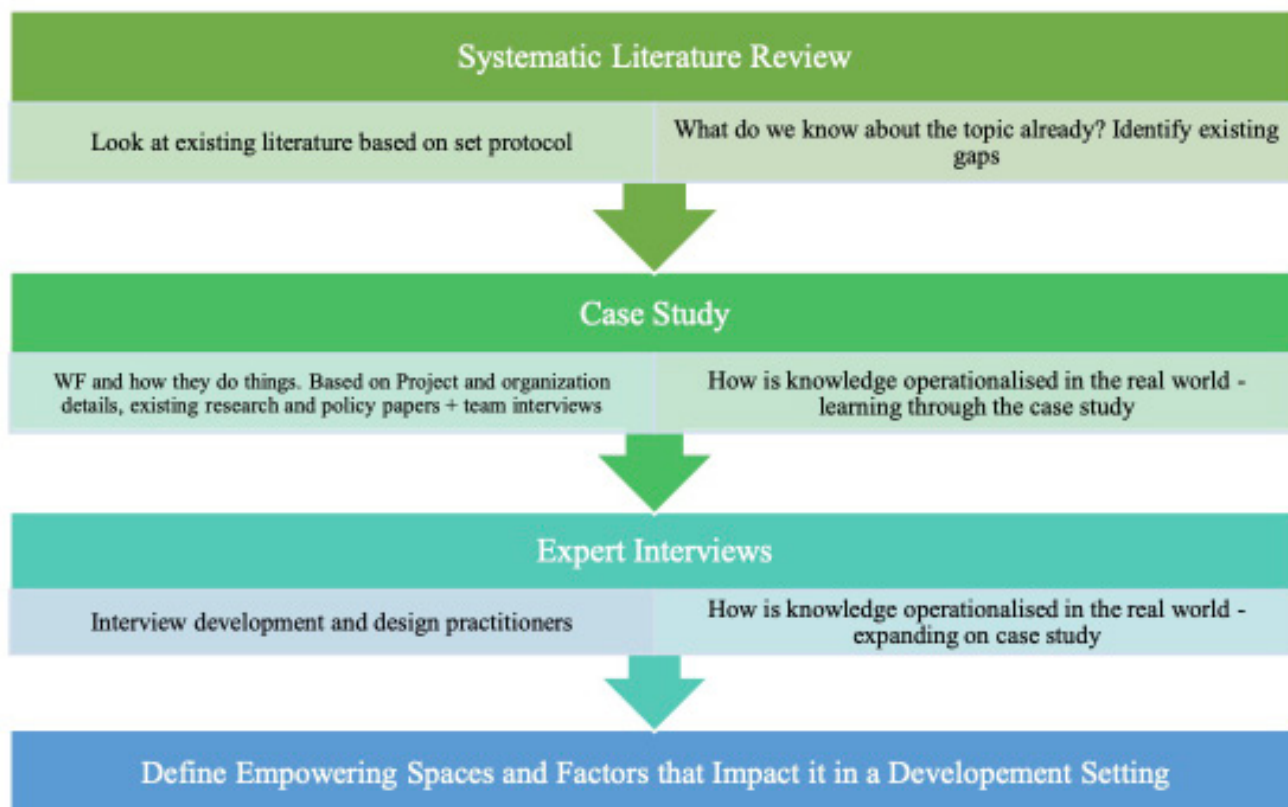 Systematic Literature Review
Look at existing literature based on set protocol
What do we know about the topic already? Identify existing
gaps
Case Study
WF and how they do things. Based on Project and organization
details, existing research and policy papers + team interviews
How is knowledge operationalised in the real world -
learning through the case study
Expert Interviews
Interview development and design practitioners
How is knowledge operationalised in the real world -
expanding on case study
Define Empowering Spaces and Factors that Impact it in a Developement Setting